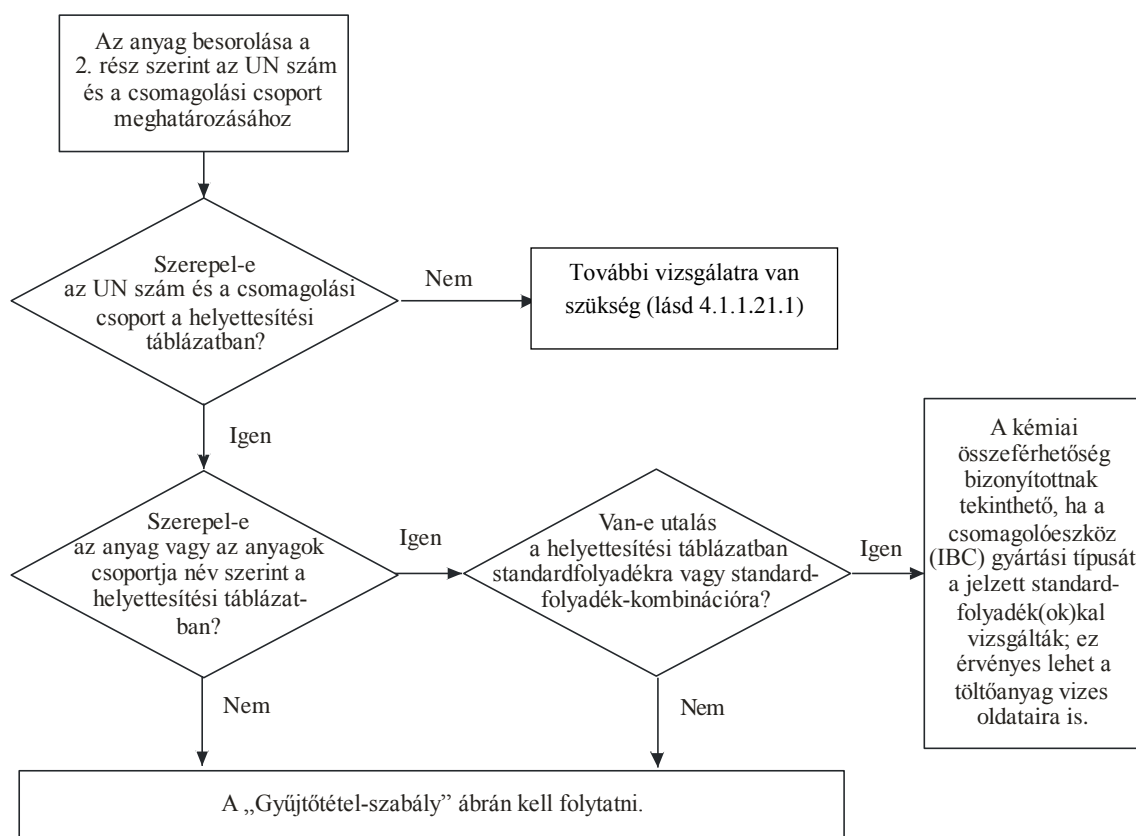 Az anyag besorolása a
2. rész szerint az UN szám
és a csomagolási csoport
meghatározásához
Szerepel-e
az UN szám és a csomagolási
csoport a helyettesítési
táblázatban?
Nem
További vizsgálatra van
szükség (lásd 4.1.1.21.1)
Igen
Szerepel-e
az anyag vagy az anyagok
csoportja név szerint a
helyettesítési táblázat-
ban?
Igen
Van-e utalás
a helyettesítési táblázatban
standardfolyadékra vagy standard-
folyadék-kombinációra?
Igen
A kémiai
összeférhetőség
bizonyítottnak
tekinthető, ha a
csomagolóeszköz
(IBC) gyártási típusát
a jelzett standard-
folyadék(ok)kal
vizsgálták; ez
érvényes lehet a
töltőanyag vizes
oldataira is.
Nem
Nem
A „Gyűjtőtétel-szabály” ábrán kell folytatni.